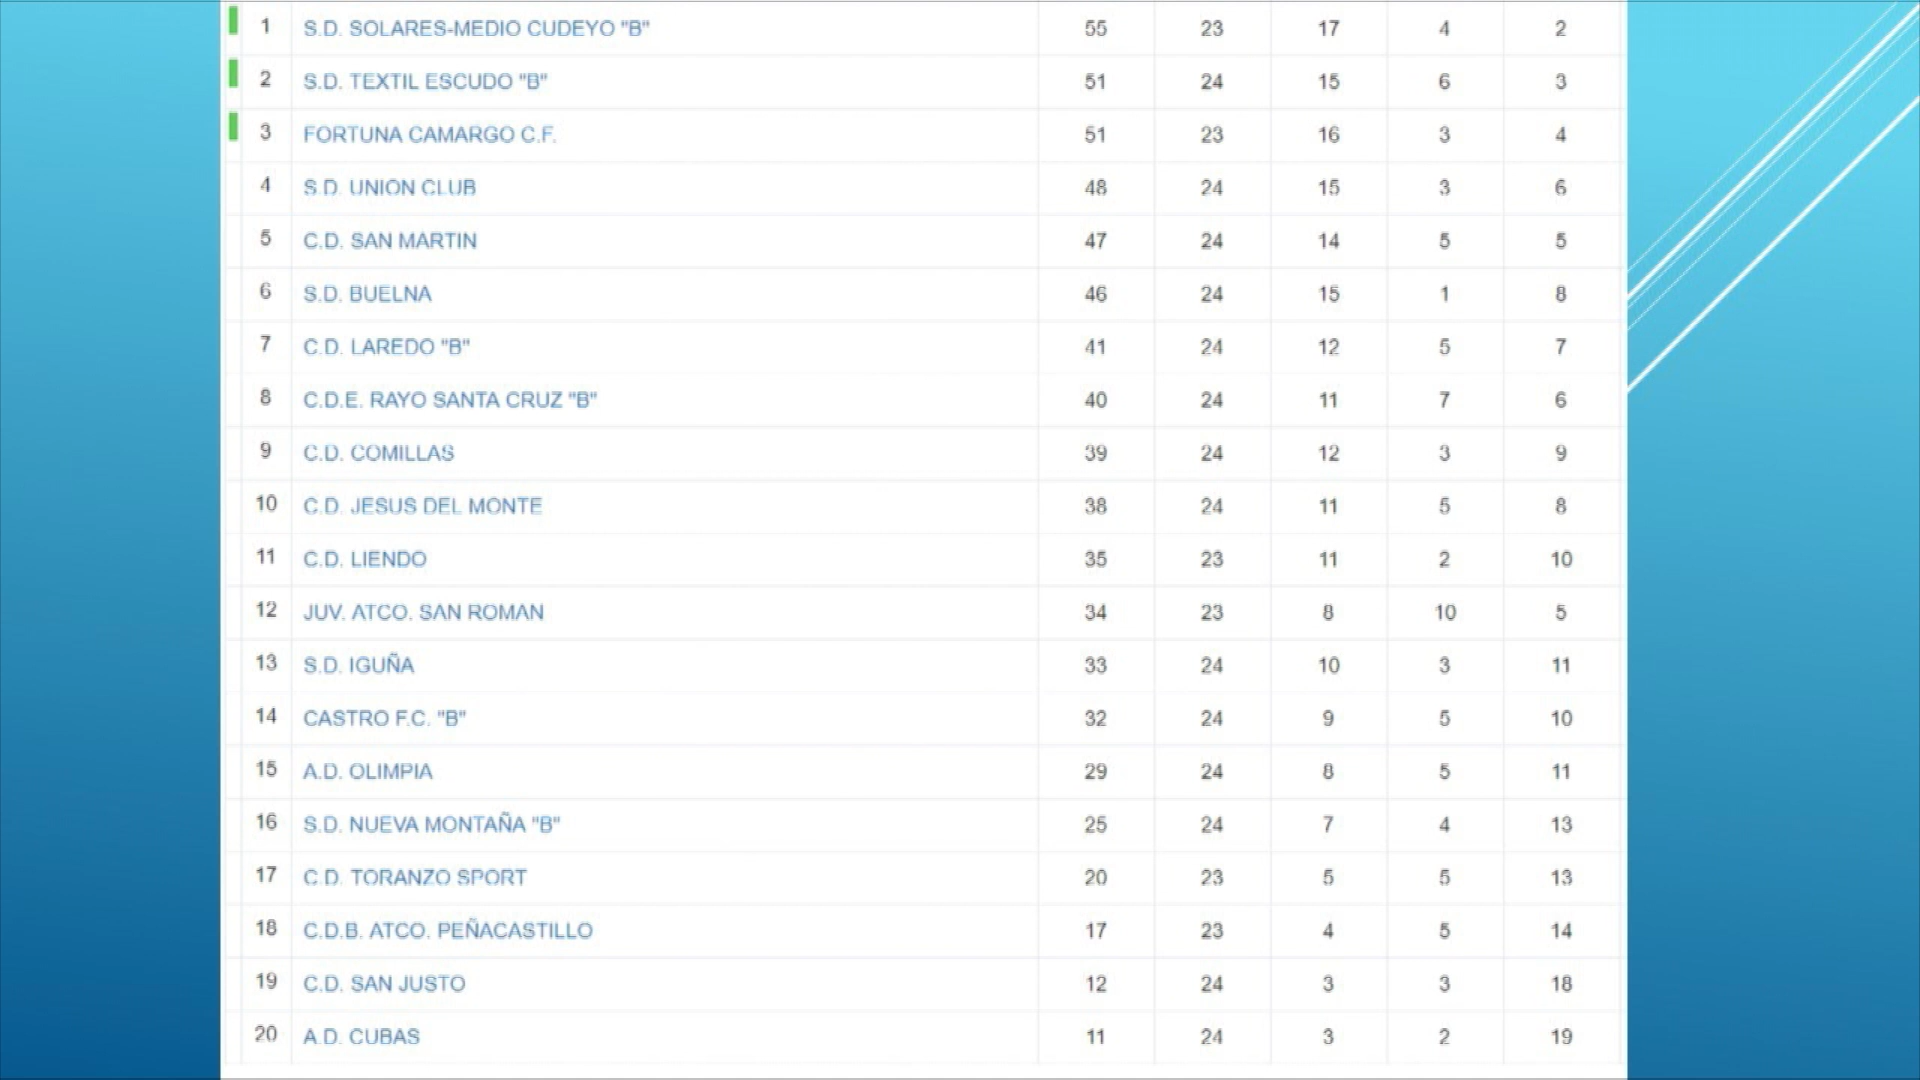 1 S.D. SOLARES-MEDIO CUDEYO "B" 55 23 17 4 2
2 S.D. TEXTIL ESCUDO "B" 51 24 15 6 3
3 FORTUNA CAMARGO C.F. 51 23 16 3 4
4 S.D. UNION CLUB 48 24 15 3 6
5 C.D. SAN MARTIN 47 24 14 5 5
6 S.D. BUELNA 46 24 15 1 8
7 C.D. LAREDO "B" 41 24 12 5 7
8 C.D.E. RAYO SANTA CRUZ "B" 40 24 11 7 6
9 C.D. COMILLAS 39 24 12 3 9
10 C.D. JESUS DEL MONTE 38 24 11 5 8
11 C.D. LIENDO 35 23 11 2 10
12 JUV. ATCO. SAN ROMAN 34 23 8 10 5
13 S.D. IGUÑA 33 24 10 3 11
14 CASTRO F.C. "B" 32 24 9 5 10
15 A.D. OLIMPIA 29 24 8 5 11
16 S.D. NUEVA MONTAÑA "B" 25 24 7 4 13
17 C.D. TORANZO SPORT 20 23 5 5 13
18 C.D.B. ATCO. PEÑACASTILLO 17 23 4 5 14
19 C.D. SAN JUSTO 12 24 3 3 18
20 A.D. CUBAS 11 24 3 2 19